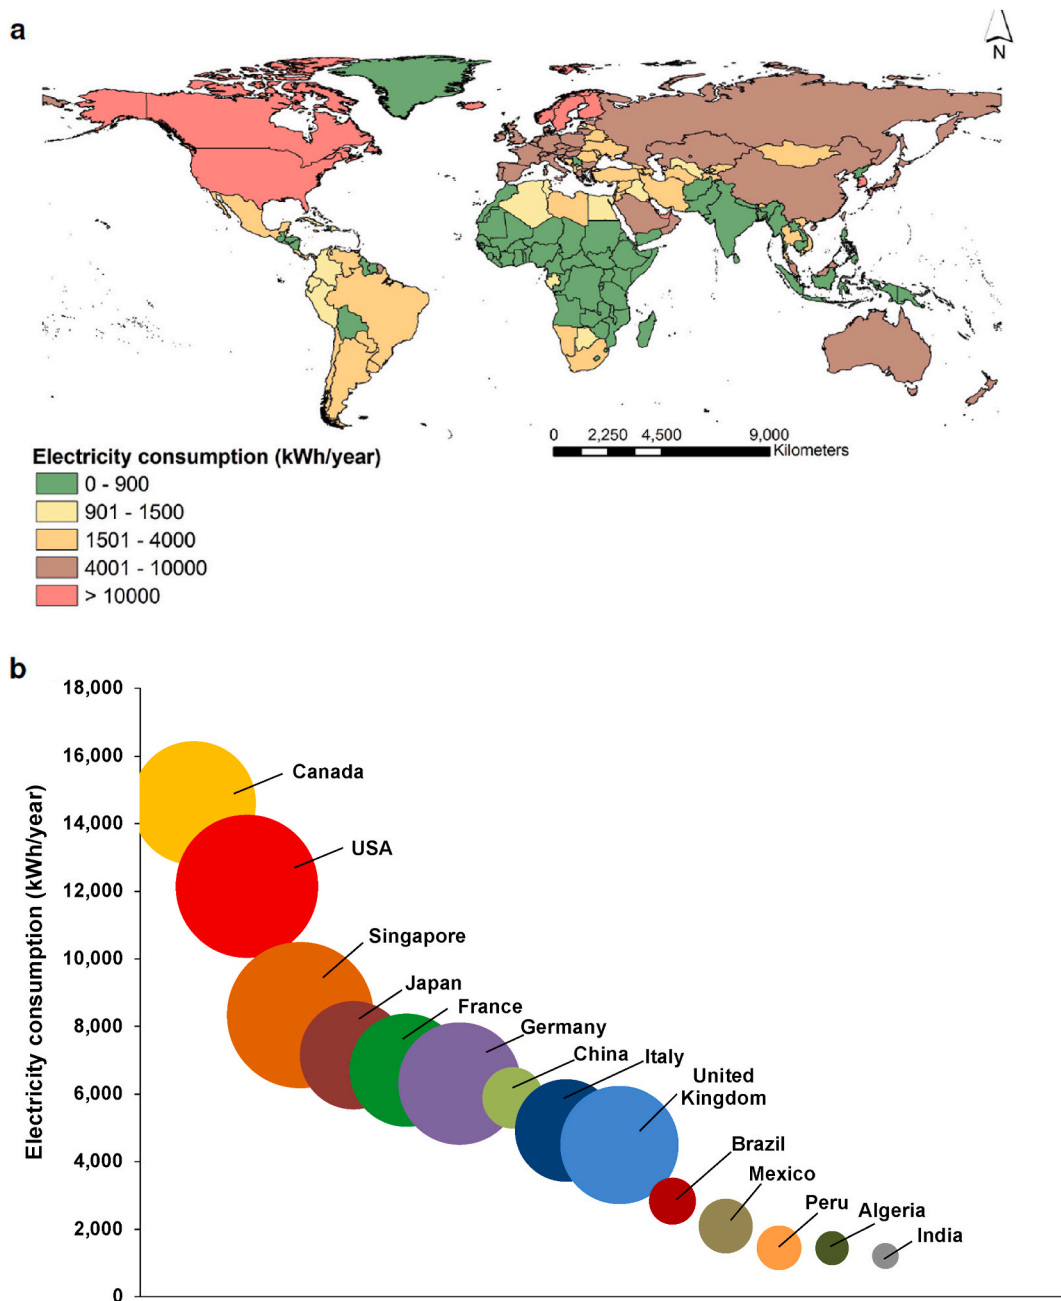 a
N
0 2,250 4,500 9,000
Kilometers
Electricity consumption (kWh/year)
0 - 900
901 - 1500
1501 - 4000
4001 - 10000
> 10000
b
Electricity consumption (kWh/year)
18,000
16,000
14,000
12,000
10,000
8,000
6,000
4,000
2,000
0
Canada
USA
Singapore
Japan
France
Germany
China
Italy
United
Kingdom
Brazil
Mexico
Peru
Algeria
India